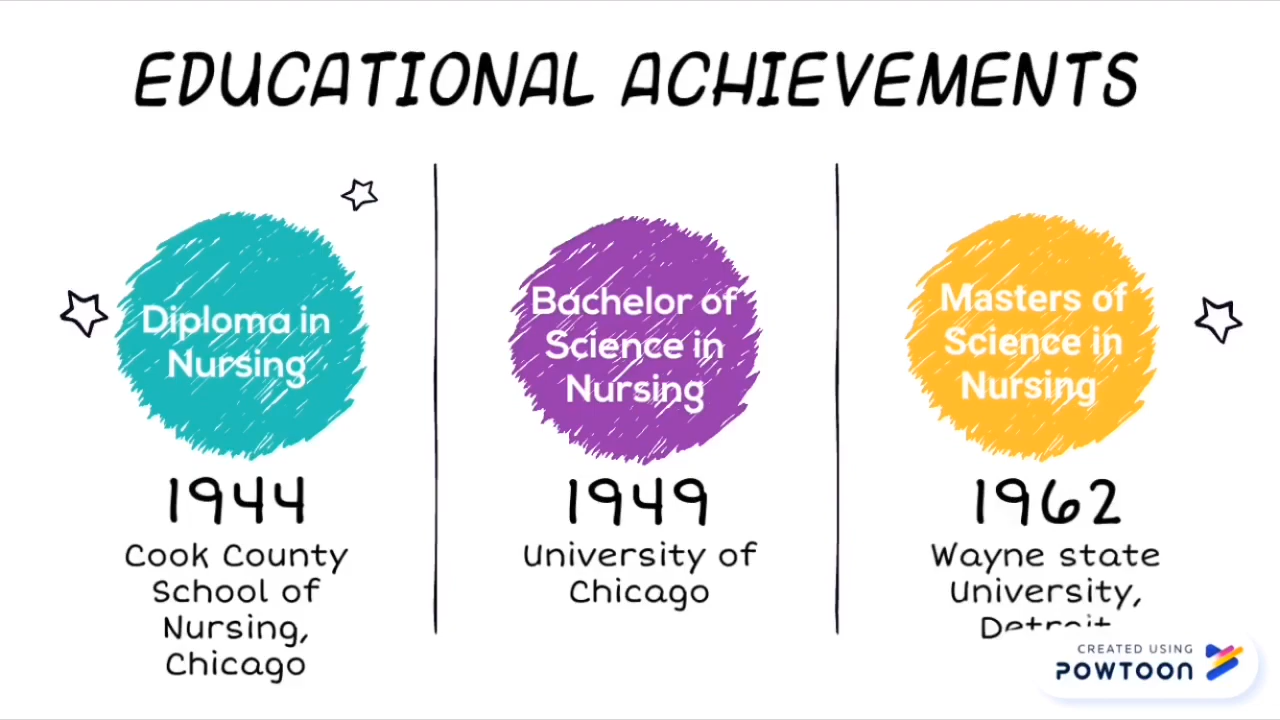 EDUCATIONAL ACHIEVEMENTS
Diploma in
Nursing
1944
Cook County
School of
Nursing,
Chicago
Bachelor of
Science in
Nursing
1949
University of
Chicago
Masters of
Science in
Nursing
1962
Wayne state
University,
Detroit
CREATED USING
POWTOON